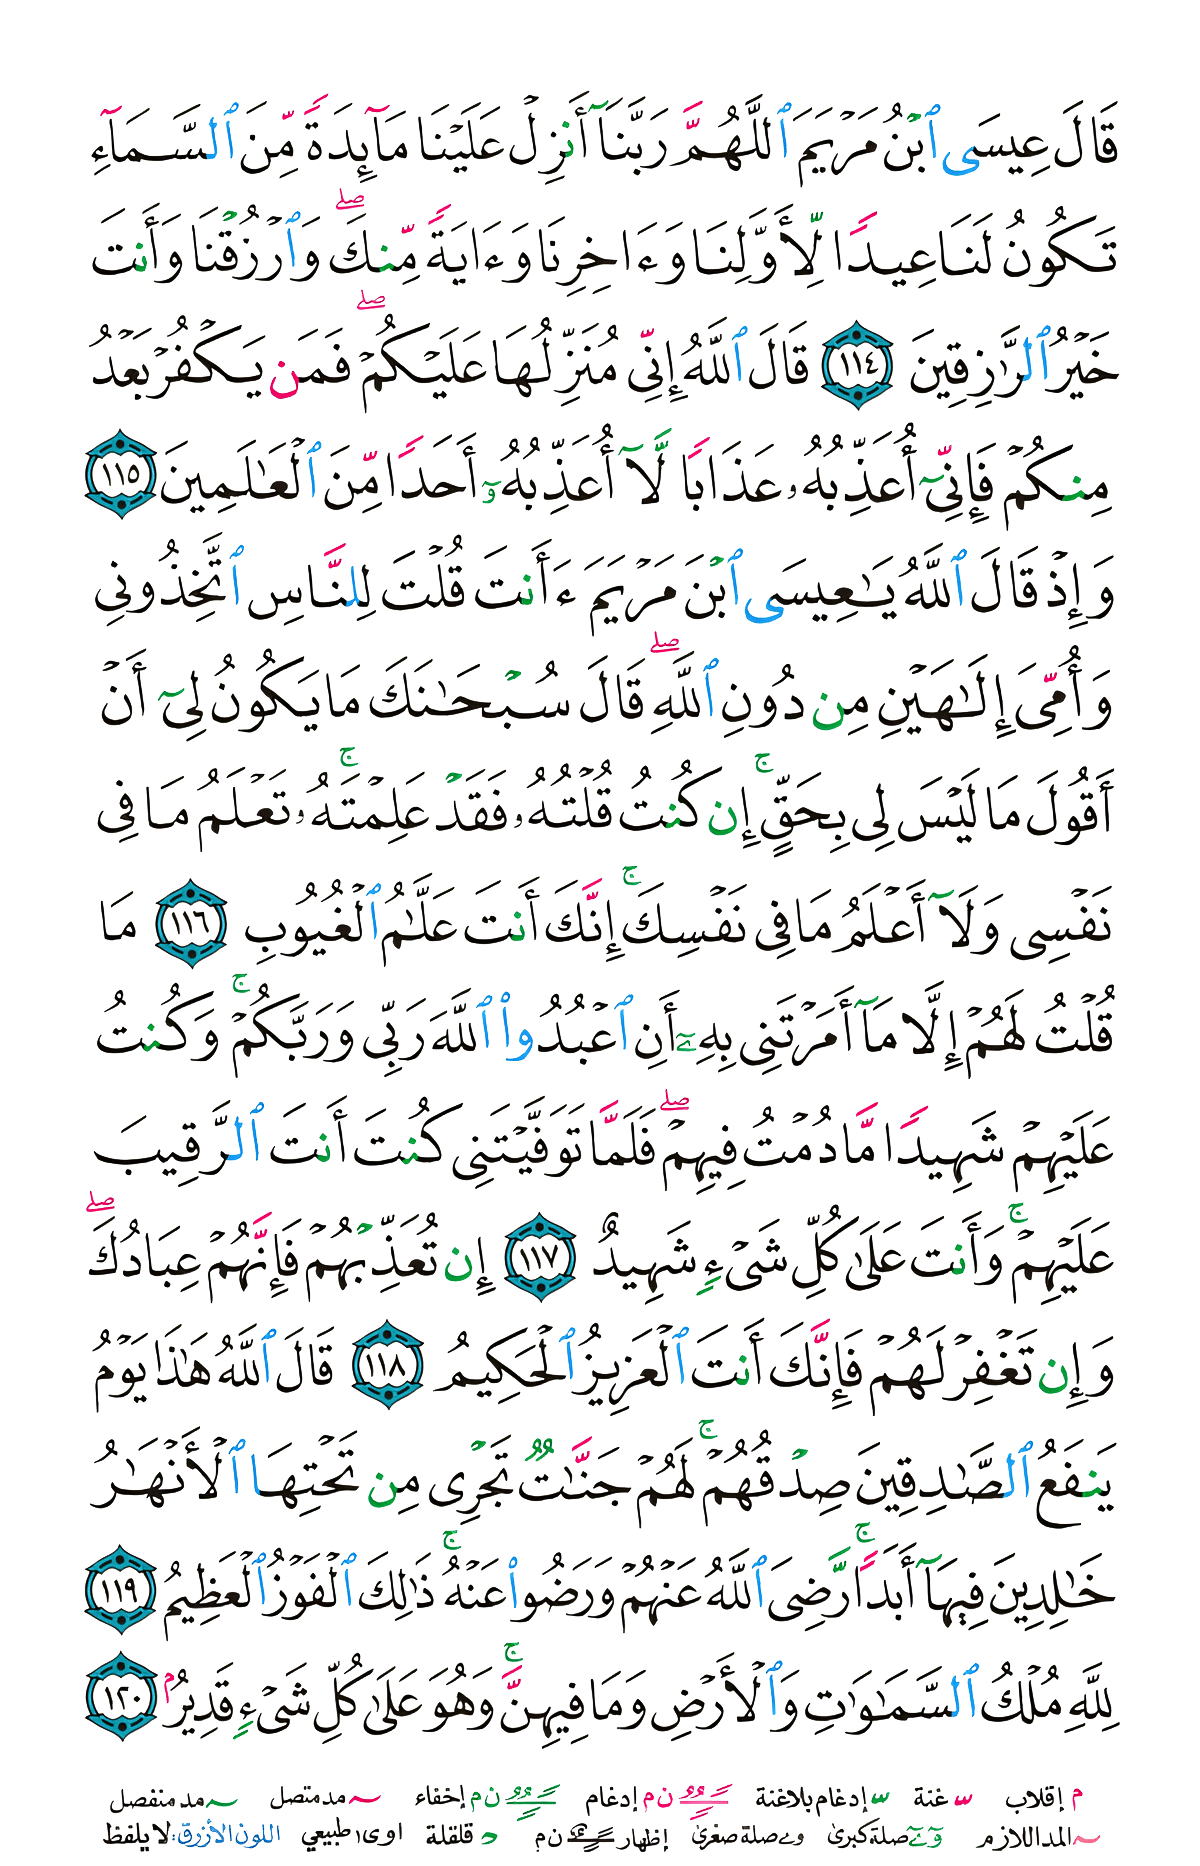 قَالَ عِيسَى ٱبۡنُ مَرۡيَمَ ٱللَّهُمَّ رَبَّنَآ أَنزِلۡ عَلَيۡنَا مَآئِدَةٗ مِّنَ ٱلسَّمَآءِ
تَكُونُ لَنَا عِيدٗا لِّأَوَّلِنَا وَءَاخِرِنَا وَءَايَةٗ مِّنكَۖ وَٱرۡزُقۡنَا وَأَنتَ
خَيۡرُ ٱلرَّٰزِقِينَ ١١٤ قَالَ ٱللَّهُ إِنِّي مُنَزِّلُهَا عَلَيۡكُمۡۖ فَمَن يَكۡفُرۡ بَعۡدُ
مِنكُمۡ فَإِنِّيٓ أُعَذِّبُهُۥ عَذَابٗا لَّآ أُعَذِّبُهُۥٓ أَحَدٗا مِّنَ ٱلۡعَٰلَمِينَ ١١٥
وَإِذۡ قَالَ ٱللَّهُ يَٰعِيسَى ٱبۡنَ مَرۡيَمَ ءَأَنتَ قُلۡتَ لِلنَّاسِ ٱتَّخِذُونِي
وَأُمِّيَ إِلَٰهَيۡنِ مِن دُونِ ٱللَّهِۖ قَالَ سُبۡحَٰنَكَ مَا يَكُونُ لِيٓ أَنۡ
أَقُولَ مَا لَيۡسَ لِي بِحَقٍّۚ إِن كُنتُ قُلۡتُهُۥ فَقَدۡ عَلِمۡتَهُۥۚ تَعۡلَمُ مَا فِي
نَفۡسِي وَلَآ أَعۡلَمُ مَا فِي نَفۡسِكَۚ إِنَّكَ أَنتَ عَلَّٰمُ ٱلۡغُيُوبِ ١١٦ مَا
قُلۡتُ لَهُمۡ إِلَّا مَآ أَمَرۡتَنِي بِهِۦٓ أَنِ ٱعۡبُدُواْ ٱللَّهَ رَبِّي وَرَبَّكُمۡۚ وَكُنتُ
عَلَيۡهِمۡ شَهِيدٗا مَّا دُمۡتُ فِيهِمۡۖ فَلَمَّا تَوَفَّيۡتَنِي كُنتَ أَنتَ ٱلرَّقِيبَ
عَلَيۡهِمۡۚ وَأَنتَ عَلَىٰ كُلِّ شَيۡءٖ شَهِيدٌ ١١٧ إِن تُعَذِّبۡهُمۡ فَإِنَّهُمۡ عِبَادُكَۖ
وَإِن تَغۡفِرۡ لَهُمۡ فَإِنَّكَ أَنتَ ٱلۡعَزِيزُ ٱلۡحَكِيمُ ١١٨ قَالَ ٱللَّهُ هَٰذَا يَوۡمُ
يَنفَعُ ٱلصَّٰدِقِينَ صِدۡقُهُمۡۚ لَهُمۡ جَنَّٰتٞ تَجۡرِي مِن تَحۡتِهَا ٱلۡأَنۡهَٰرُ
خَٰلِدِينَ فِيهَآ أَبَدٗاۚ رَّضِيَ ٱللَّهُ عَنۡهُمۡ وَرَضُواْ عَنۡهُۚ ذَٰلِكَ ٱلۡفَوۡزُ ٱلۡعَظِيمُ ١١٩
لِلَّهِ مُلۡكُ ٱلسَّمَٰوَٰتِ وَٱلۡأَرۡضِ وَمَا فِيهِنَّۚ وَهُوَ عَلَىٰ كُلِّ شَيۡءٖ قَدِيرُۢ ١٢٠
م إقلاب غنة إدغام بلاغنة ن م إدغام ن م إخفاء مد متصل مد منفصل
المد اللازم صلة كبرى صلة صغرى إظهار ن م قلقلة اوى طبيعي اللون الأزرق: لا يلفظ